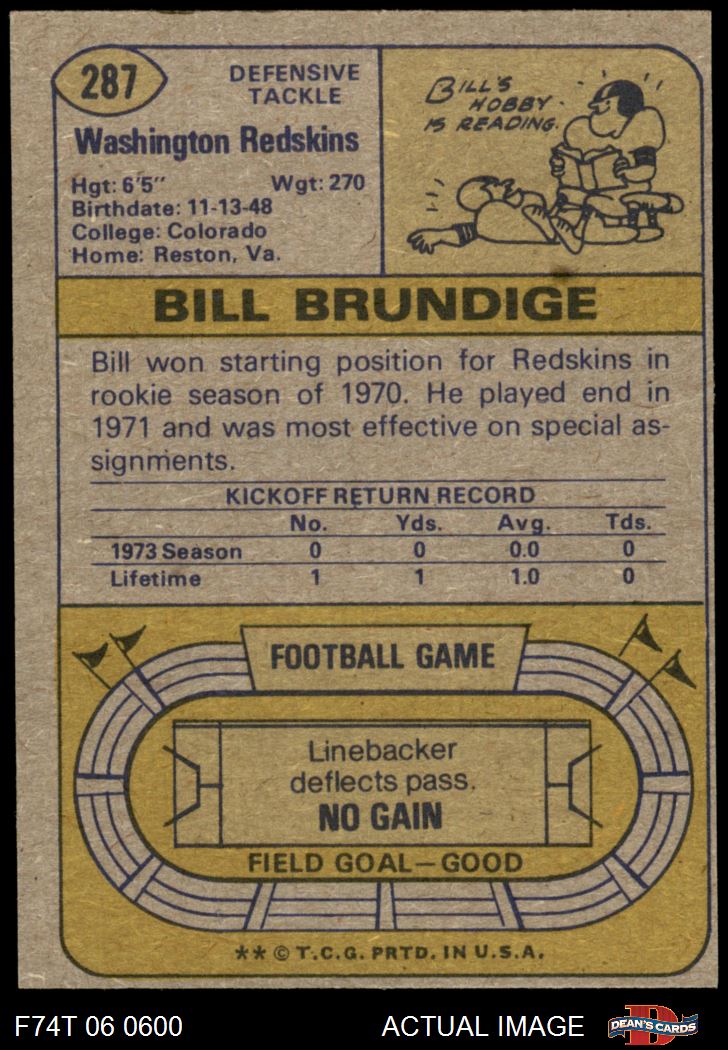 287
DEFENSIVE
TACKLE
Washington Redskins
Hgt: 6'5" Wgt: 270
Birthdate: 11-13-48
College: Colorado
Home: Reston, Va.
BILL'S
HOBBY
IS READING.
BILL BRUNDIGE
Bill won starting position for Redskins in
rookie season of 1970. He played end in
1971 and was most effective on special as-
signments.
KICKOFF RETURN RECORD
No. Yds. Avg. Tds.
1973 Season 0 0 0.0 0
Lifetime 1 1 1.0 0
FOOTBALL GAME
Linebacker
deflects pass.
NO GAIN
FIELD GOAL—GOOD
** © T.C.G. PRTD. IN U.S.A.
F74T 06 0600 ACTUAL IMAGE D DEAN'S CARDS